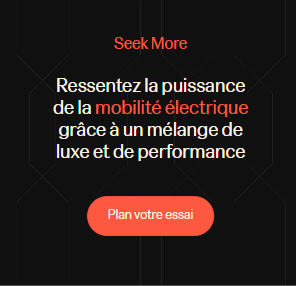 Seek More
Ressentez la puissance
de la mobilité électrique
grâce à un mélange de
luxe et de performance
Plan votre essai